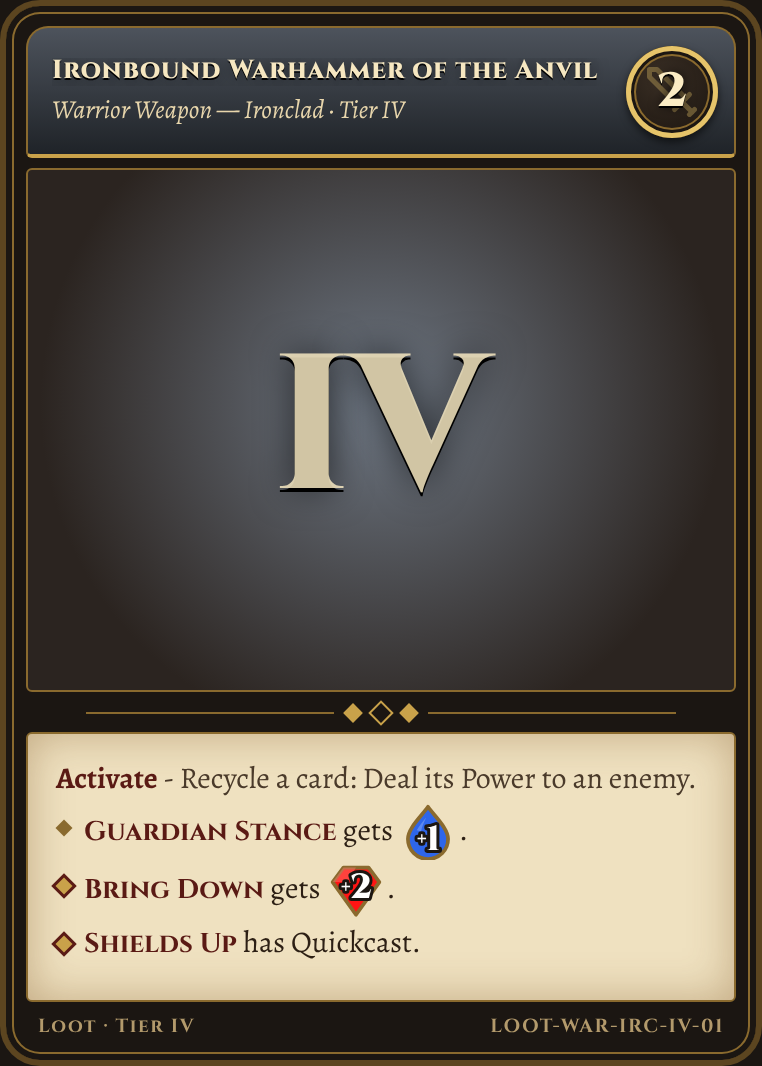 Ironbound Warhammer of the Anvil
Warrior Weapon — Ironclad · Tier IV
2
IV
Activate - Recycle a card: Deal its Power to an enemy.
Guardian Stance gets +1 .
Bring Down gets +2 .
Shields Up has Quickcast.
Loot · Tier IV
LOOT-WAR-IRC-IV-01